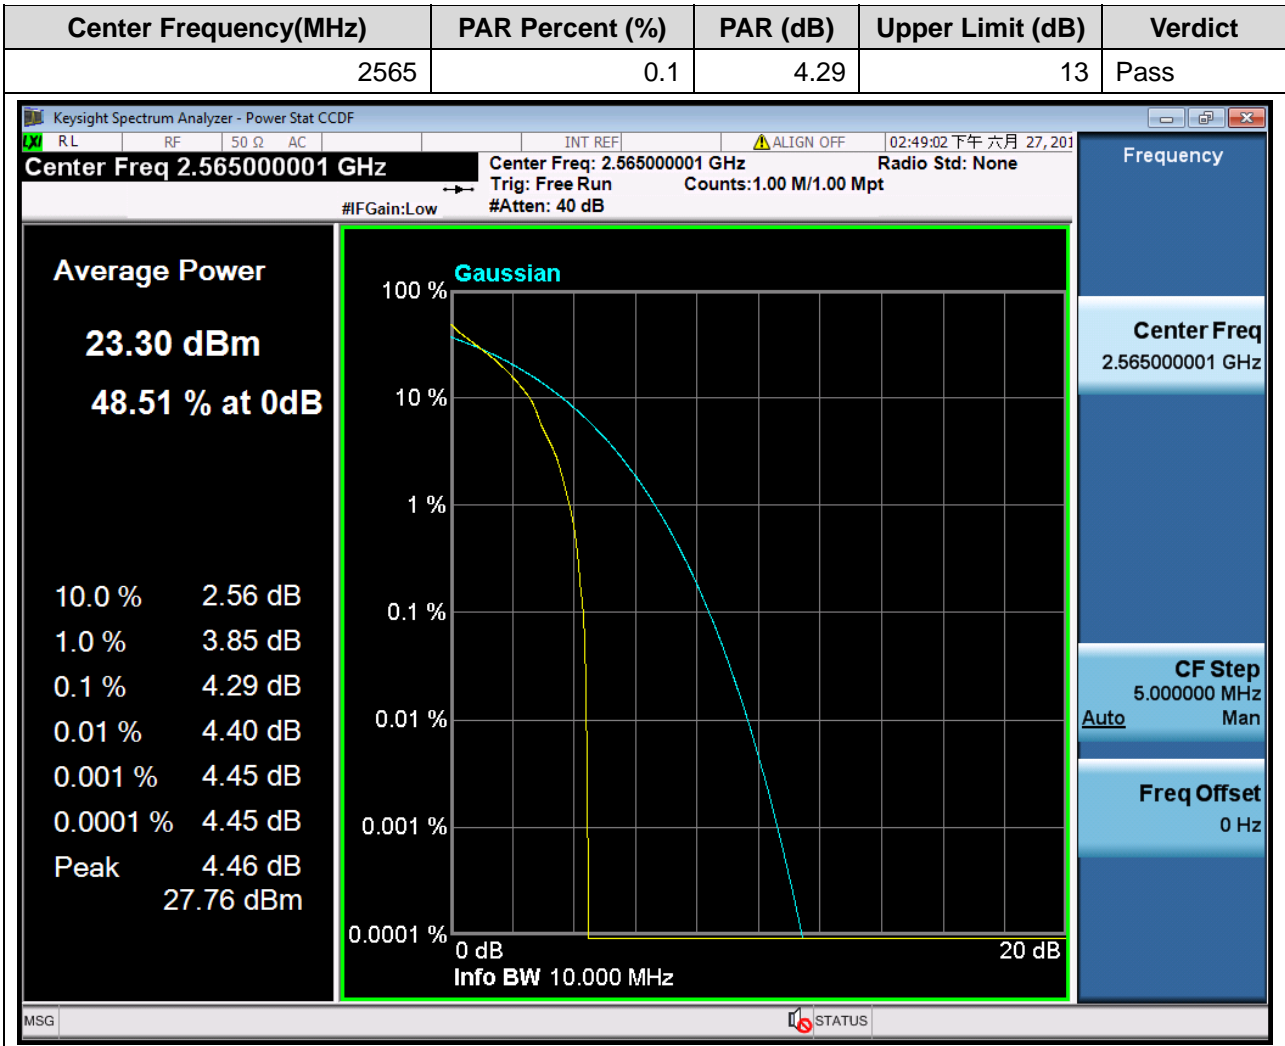 Center Frequency(MHz) PAR Percent (%) PAR (dB) Upper Limit (dB) Verdict
2565 0.1 4.29 13 Pass
Keysight Spectrum Analyzer - Power Stat CCDF
LXI RL RF 50 Ω AC INT REF ALIGN OFF 02:49:02 下午 六月 27, 201
Center Freq 2.565000001 GHz
#IFGain:Low
Center Freq: 2.565000001 GHz Radio Std: None
Trig: Free Run Counts:1.00 M/1.00 Mpt
#Atten: 40 dB
Average Power
23.30 dBm
48.51 % at 0dB
10.0 % 2.56 dB
1.0 % 3.85 dB
0.1 % 4.29 dB
0.01 % 4.40 dB
0.001 % 4.45 dB
0.0001 % 4.45 dB
Peak 4.46 dB
27.76 dBm
Gaussian
100 %
10 %
1 %
0.1 %
0.01 %
0.001 %
0.0001 %
0 dB 20 dB
Info BW 10.000 MHz
Frequency
Center Freq
2.565000001 GHz
CF Step
5.000000 MHz
Auto Man
Freq Offset
0 Hz
MSG STATUS